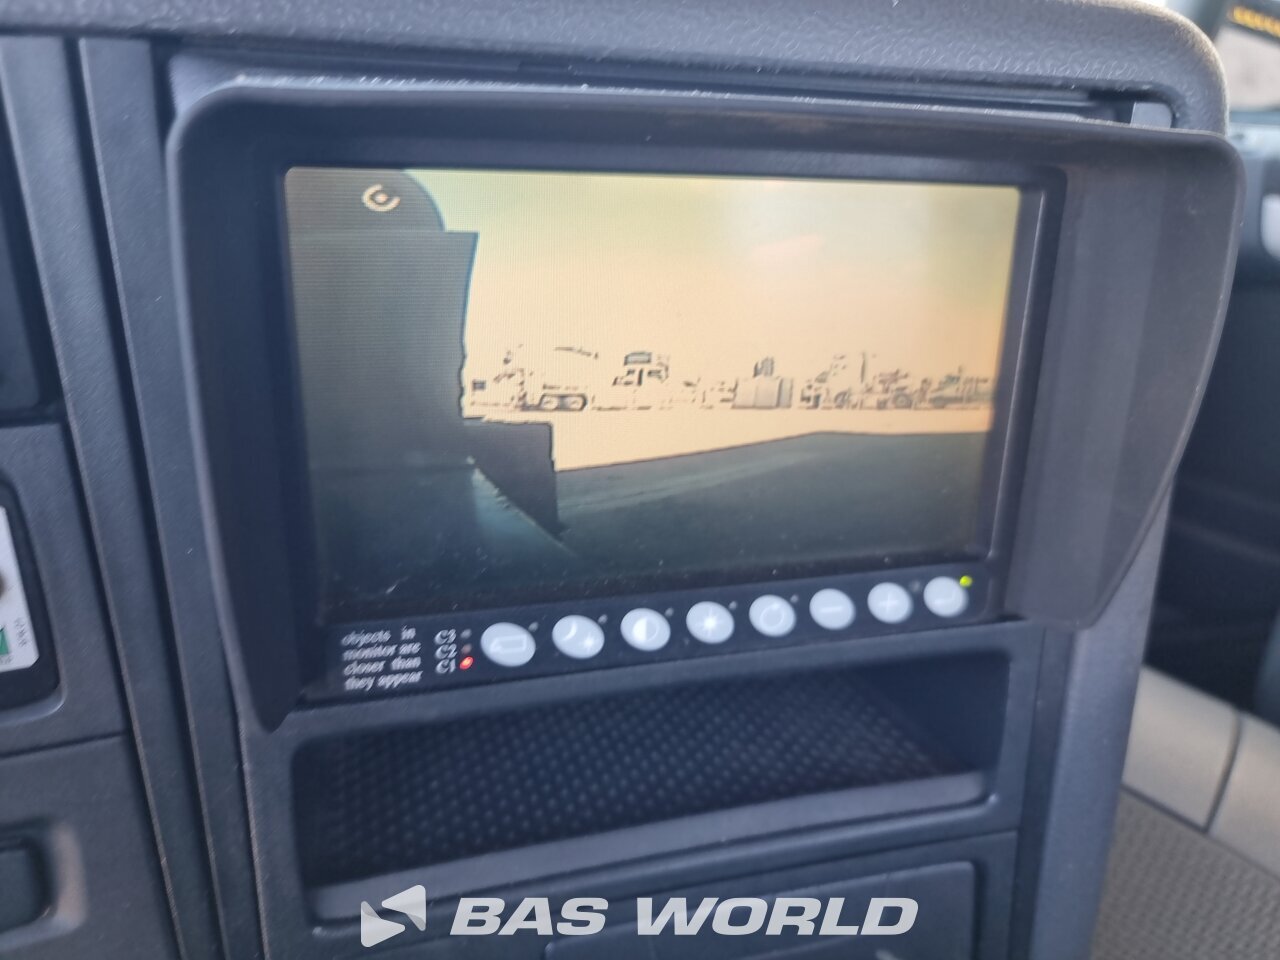 objects in
monitor are
closer than
they appear
C3
C2
C1
BAS WORLD